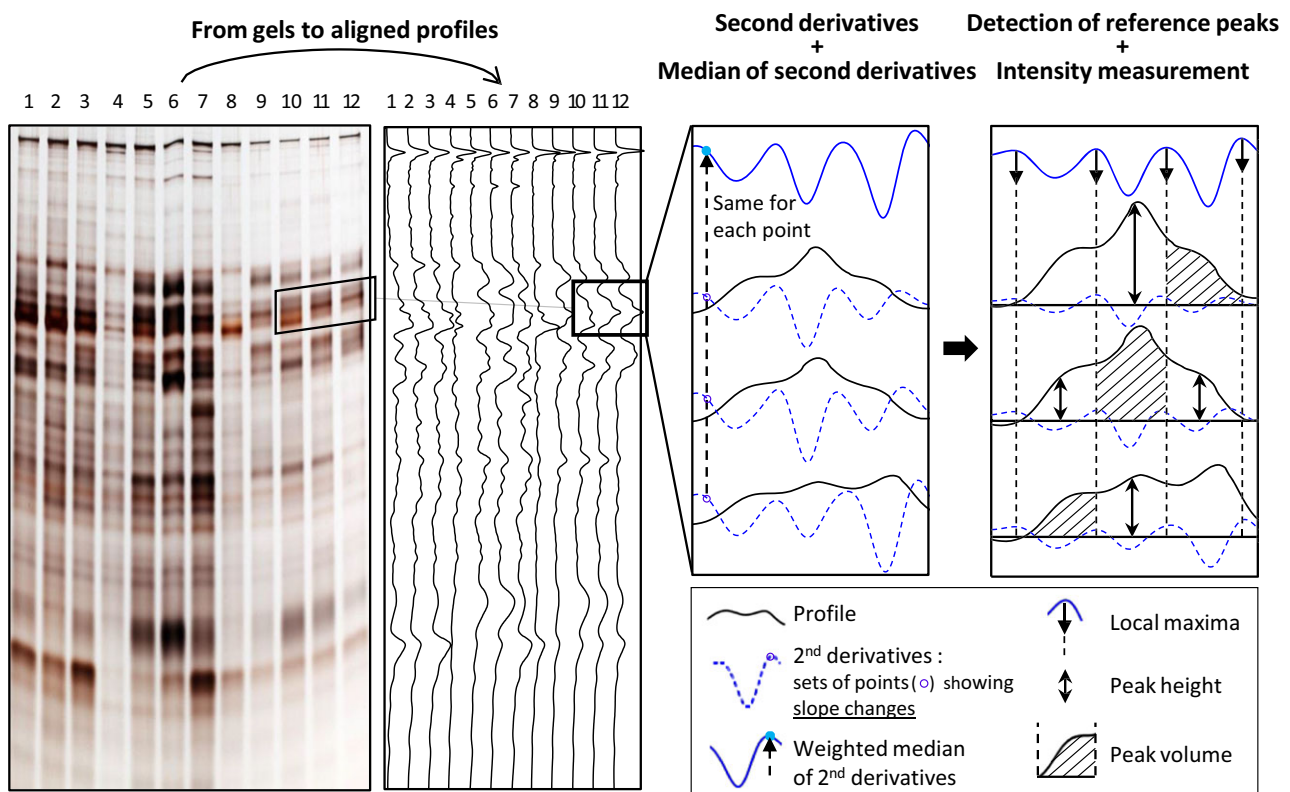 From gels to aligned profiles
Second derivatives
+
Median of second derivatives
Detection of reference peaks
+
Intensity measurement
1 2 3 4 5 6 7 8 9 10 11 12
1 2 3 4 5 6 7 8 9 10 11 12
Same for
each point
Profile
2nd derivatives :
sets of points (o) showing
slope changes
Weighted median
of 2nd derivatives
Local maxima
Peak height
Peak volume